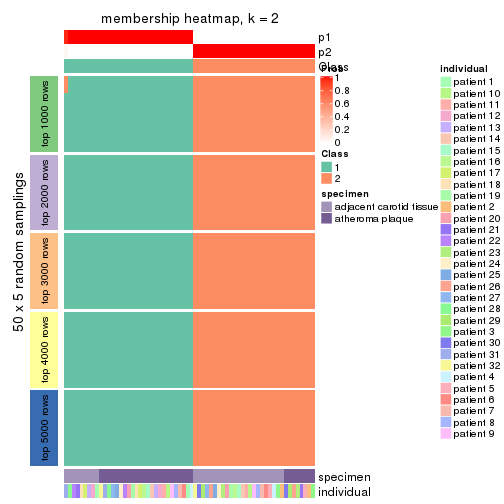 membership heatmap, k = 2
p1
p2
Class
50 x 5 random samplings
top 1000 rows
top 2000 rows
top 3000 rows
top 4000 rows
top 5000 rows
specimen
individual
Prob
1
0.8
0.6
0.4
0.2
0
Class
1
2
specimen
adjacent carotid tissue
atheroma plaque
individual
patient 1
patient 10
patient 11
patient 12
patient 13
patient 14
patient 15
patient 16
patient 17
patient 18
patient 19
patient 2
patient 20
patient 21
patient 22
patient 23
patient 24
patient 25
patient 26
patient 27
patient 28
patient 29
patient 3
patient 30
patient 31
patient 32
patient 4
patient 5
patient 6
patient 7
patient 8
patient 9